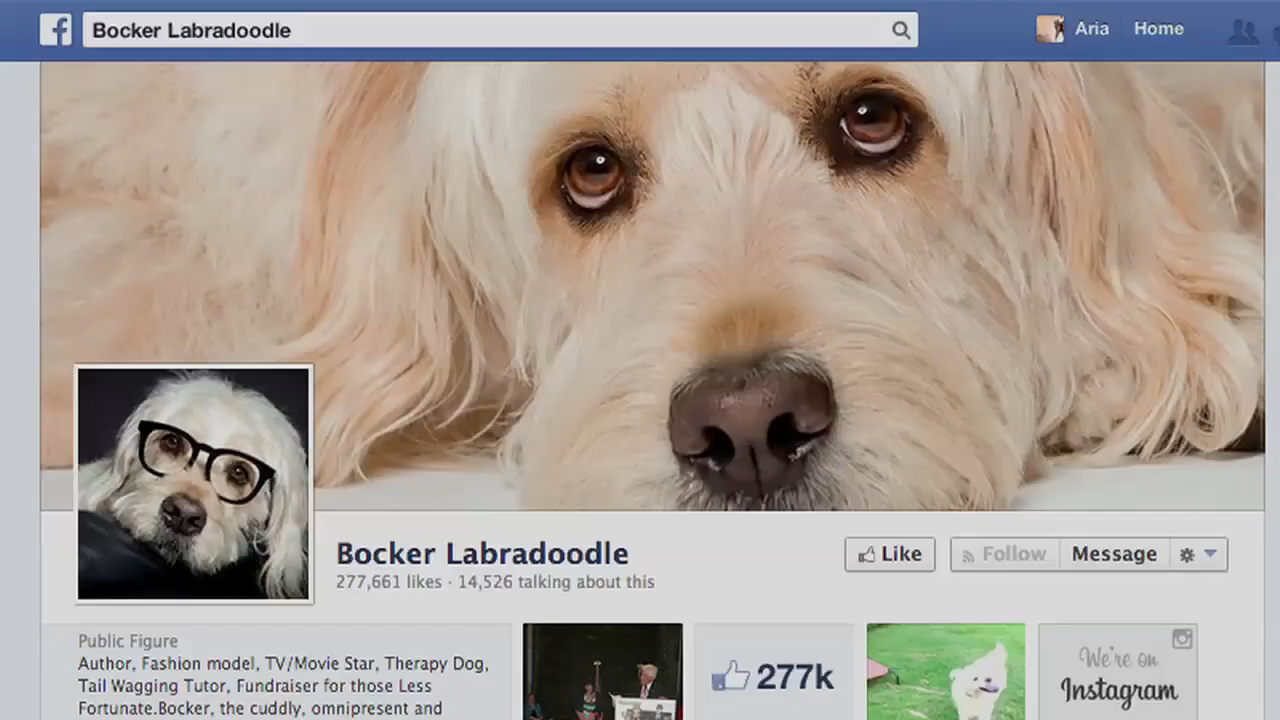 Bocker Labradoodle
Aria Home
Bocker Labradoodle
277,661 likes · 14,526 talking about this
Like
Follow
Message
Public Figure
Author, Fashion model, TV/Movie Star, Therapy Dog,
Tail Wagging Tutor, Fundraiser for those Less
Fortunate.Bocker, the cuddly, omnipresent and
277k
We're on
Instagram